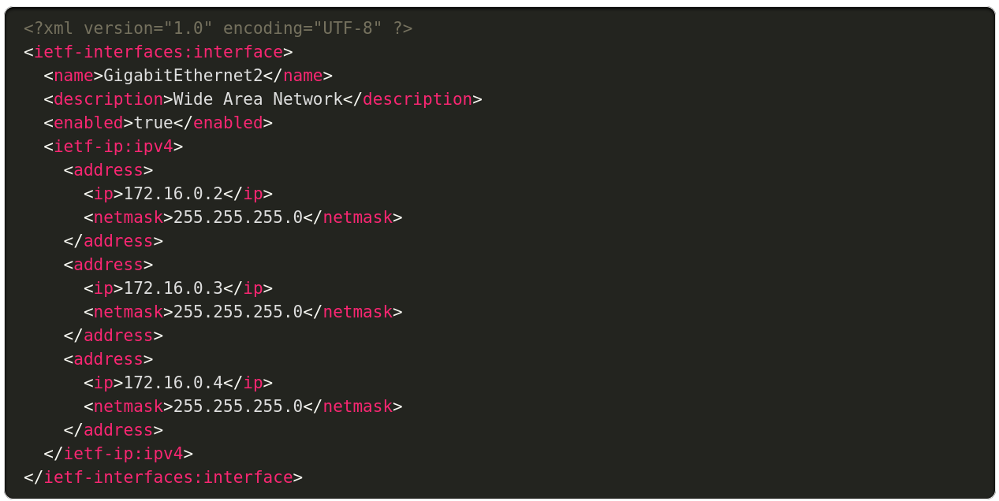 <?xml version="1.0" encoding="UTF-8" ?>
<ietf-interfaces:interface>
  <name>GigabitEthernet2</name>
  <description>Wide Area Network</description>
  <enabled>true</enabled>
  <ietf-ip:ipv4>
    <address>
      <ip>172.16.0.2</ip>
      <netmask>255.255.255.0</netmask>
    </address>
    <address>
      <ip>172.16.0.3</ip>
      <netmask>255.255.255.0</netmask>
    </address>
    <address>
      <ip>172.16.0.4</ip>
      <netmask>255.255.255.0</netmask>
    </address>
  </ietf-ip:ipv4>
</ietf-interfaces:interface>